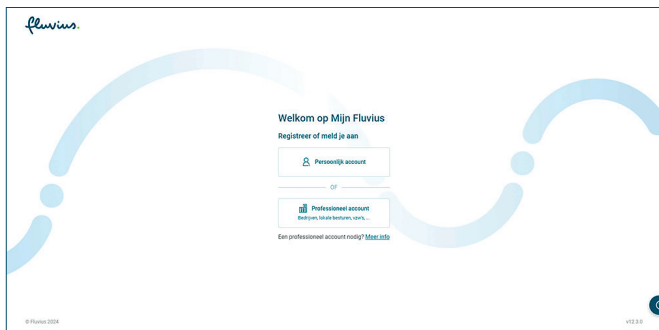 fluvius.
Welkom op Mijn Fluvius
Registreer of meld je aan
Persoonlijk account
OF
Professioneel account
Bedrijven, lokale besturen, vzw's, ...
Een professioneel account nodig? Meer info
© Fluvius 2024
v12.3.0